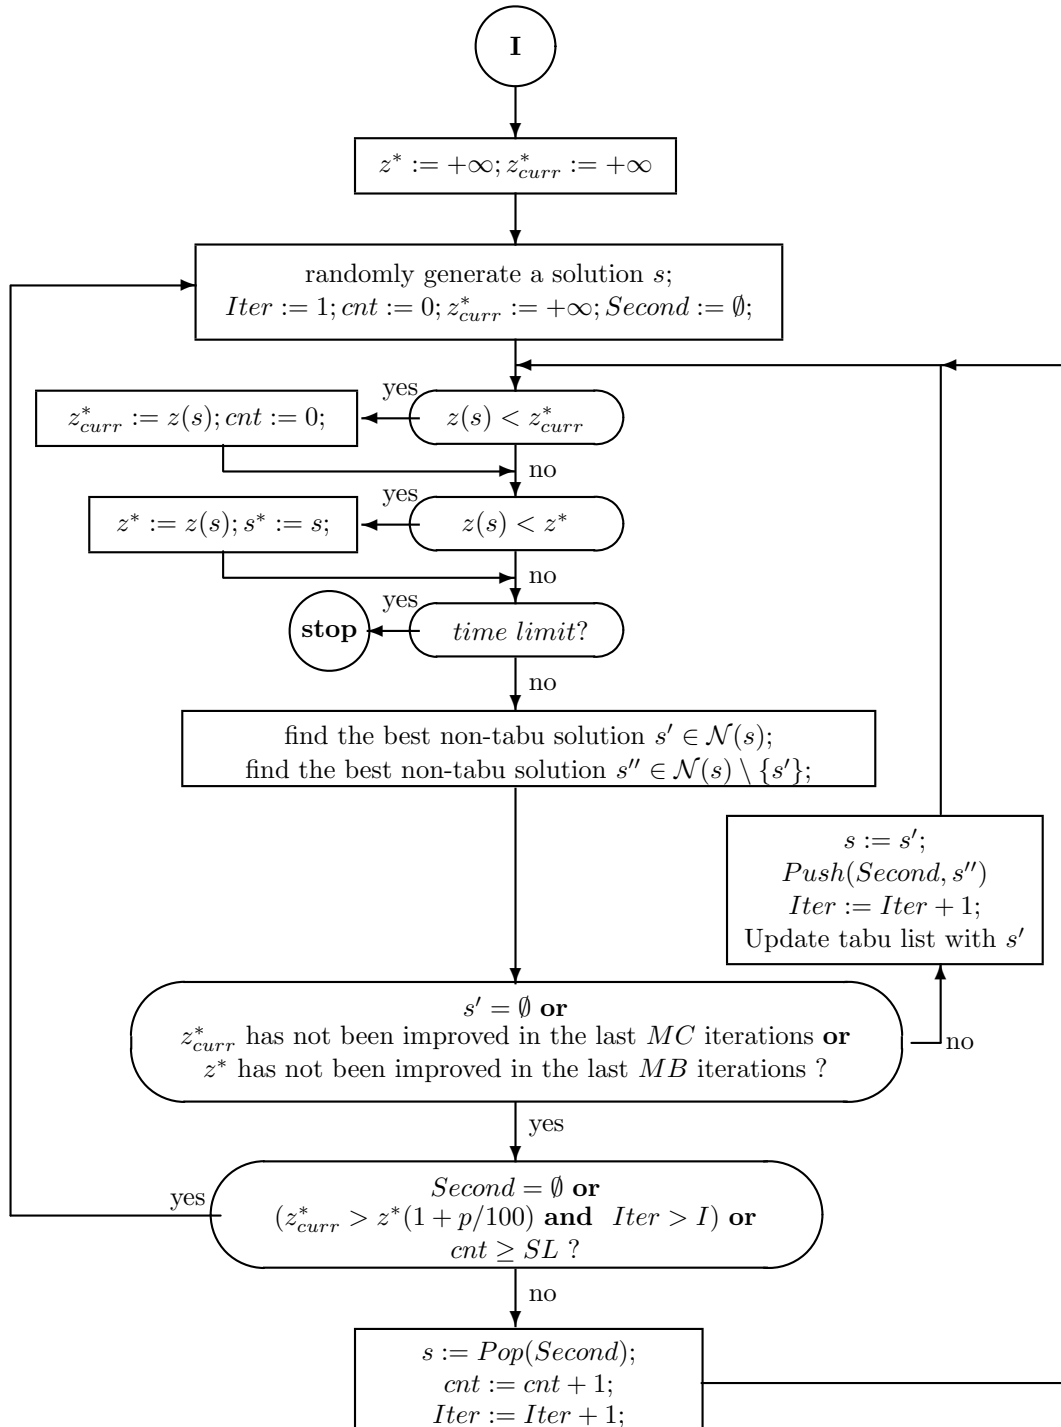 I
z* := +∞; z*_curr := +∞
randomly generate a solution s;
Iter := 1; cnt := 0; z*_curr := +∞; Second := ∅;
yes
z*_curr := z(s); cnt := 0;
z(s) < z*_curr
no
yes
z* := z(s); s* := s;
z(s) < z*
no
yes
stop
time limit?
no
find the best non-tabu solution s′ ∈ N(s);
find the best non-tabu solution s″ ∈ N(s) \ {s′};
s := s′;
Push(Second, s″)
Iter := Iter + 1;
Update tabu list with s′
s′ = ∅ or
z*_curr has not been improved in the last MC iterations or
z* has not been improved in the last MB iterations ?
no
yes
yes
Second = ∅ or
(z*_curr > z*(1 + p/100) and Iter > I) or
cnt ≥ SL ?
no
s := Pop(Second);
cnt := cnt + 1;
Iter := Iter + 1;